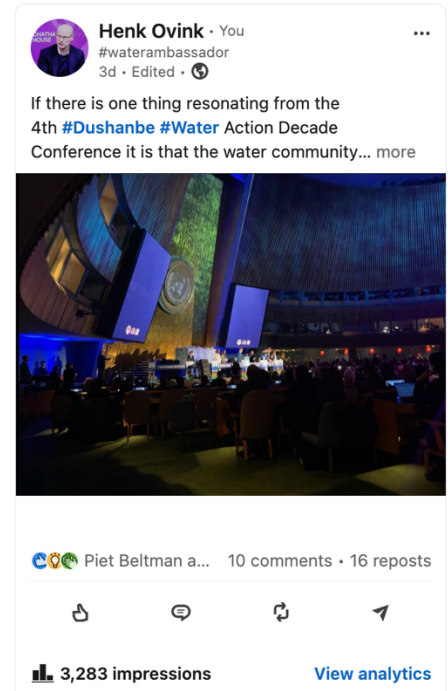 CHATHA
HOUSE
Henk Ovink · You
#waterambassador
3d · Edited ·
If there is one thing resonating from the
4th #Dushanbe #Water Action Decade
Conference it is that the water community... more
Piet Beltman a...
10 comments · 16 reposts
3,283 impressions
View analytics